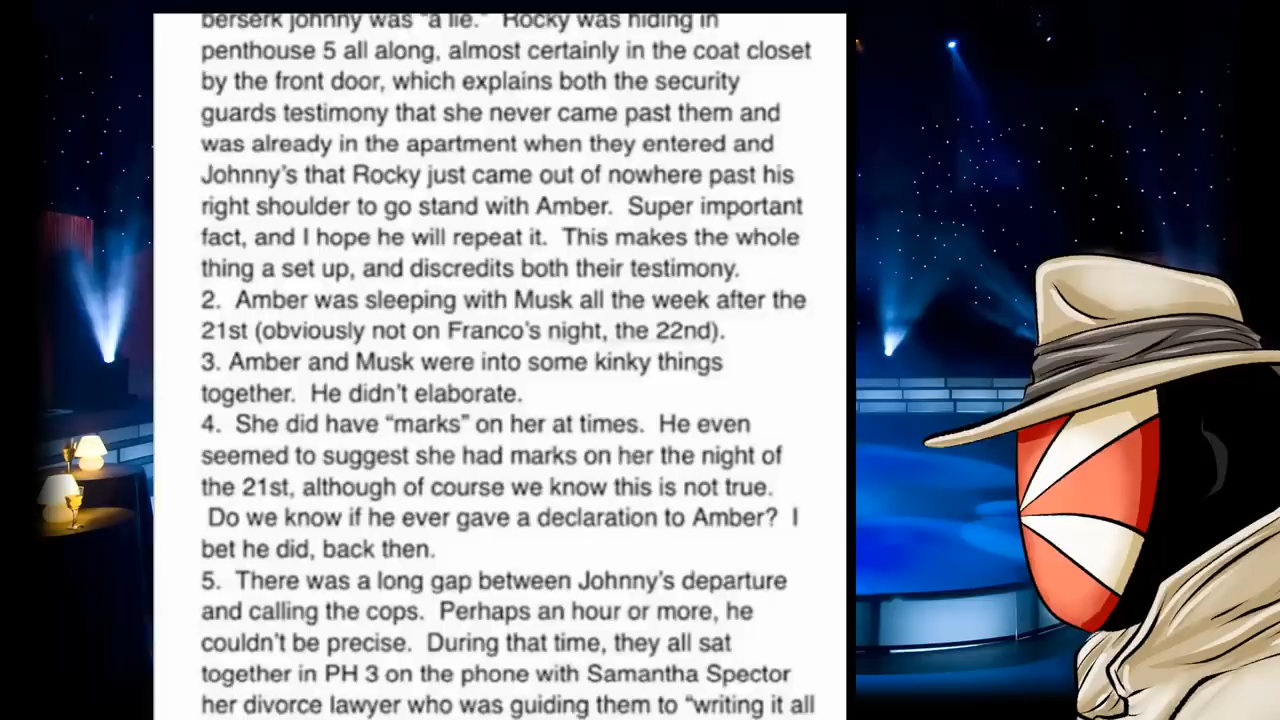 berserk johnny was "a lie."  Rocky was hiding in
penthouse 5 all along, almost certainly in the coat closet
by the front door, which explains both the security
guards testimony that she never came past them and
was already in the apartment when they entered and
Johnny's that Rocky just came out of nowhere past his
right shoulder to go stand with Amber.  Super important
fact, and I hope he will repeat it.  This makes the whole
thing a set up, and discredits both their testimony.
2.  Amber was sleeping with Musk all the week after the
21st (obviously not on Franco's night, the 22nd).
3. Amber and Musk were into some kinky things
together.  He didn't elaborate.
4.  She did have "marks" on her at times.  He even
seemed to suggest she had marks on her the night of
the 21st, although of course we know this is not true.
Do we know if he ever gave a declaration to Amber?  I
bet he did, back then.
5.  There was a long gap between Johnny's departure
and calling the cops.  Perhaps an hour or more, he
couldn't be precise.  During that time, they all sat
together in PH 3 on the phone with Samantha Spector
her divorce lawyer who was guiding them to "writing it all